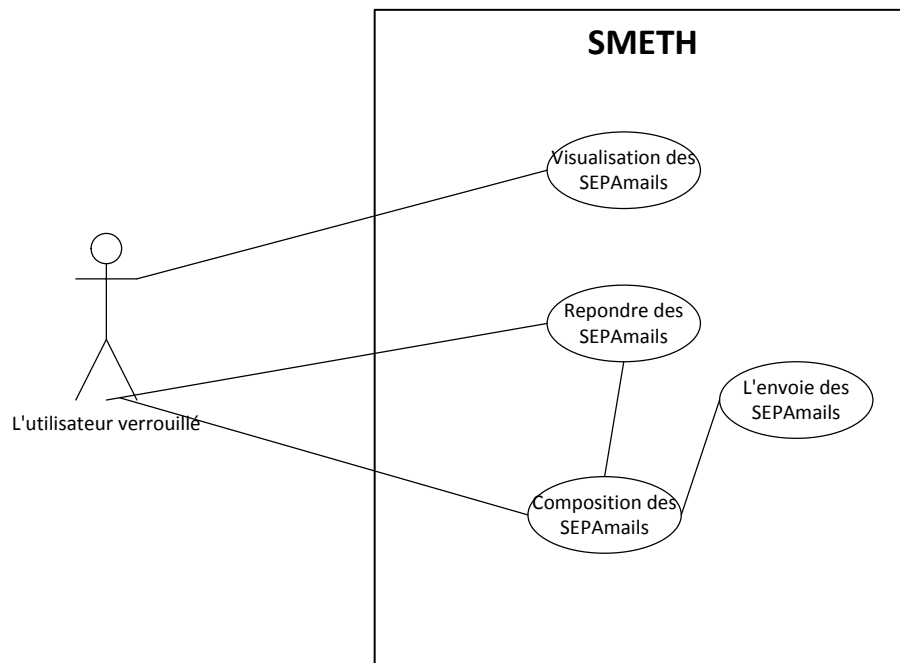 SMETH
Visualisation des
SEPAmails
Repondre des
SEPAmails
L'envoie des
SEPAmails
L'utilisateur verrouillé
Composition des
SEPAmails